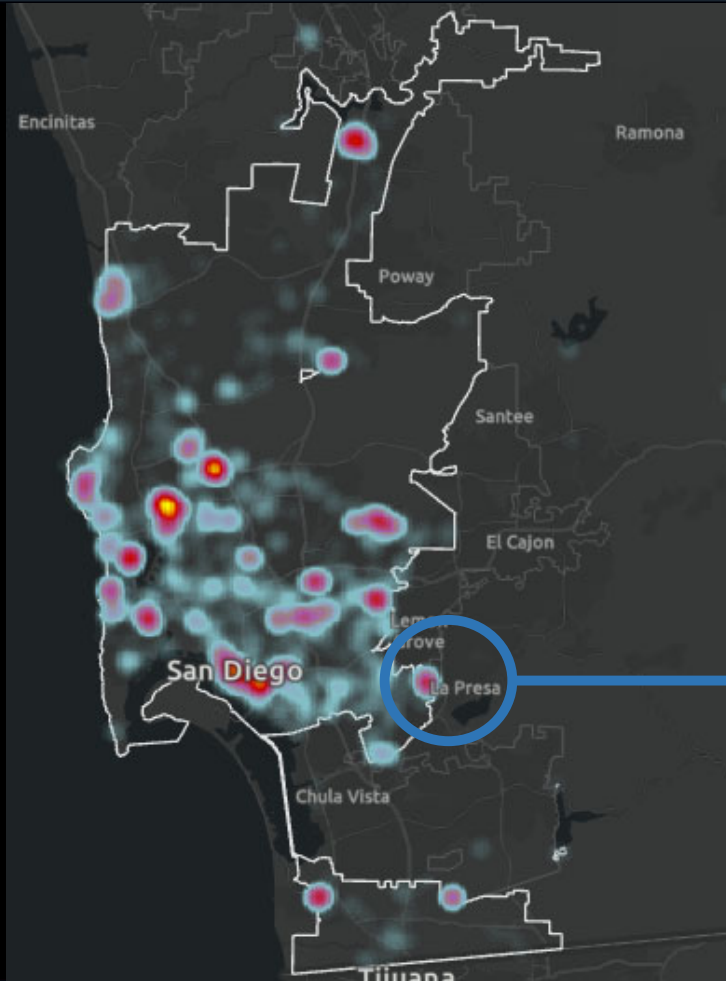 Encinitas
Ramona
Poway
Santee
El Cajon
Lemon
Grove
San Diego
La Presa
Chula Vista
Tijuana